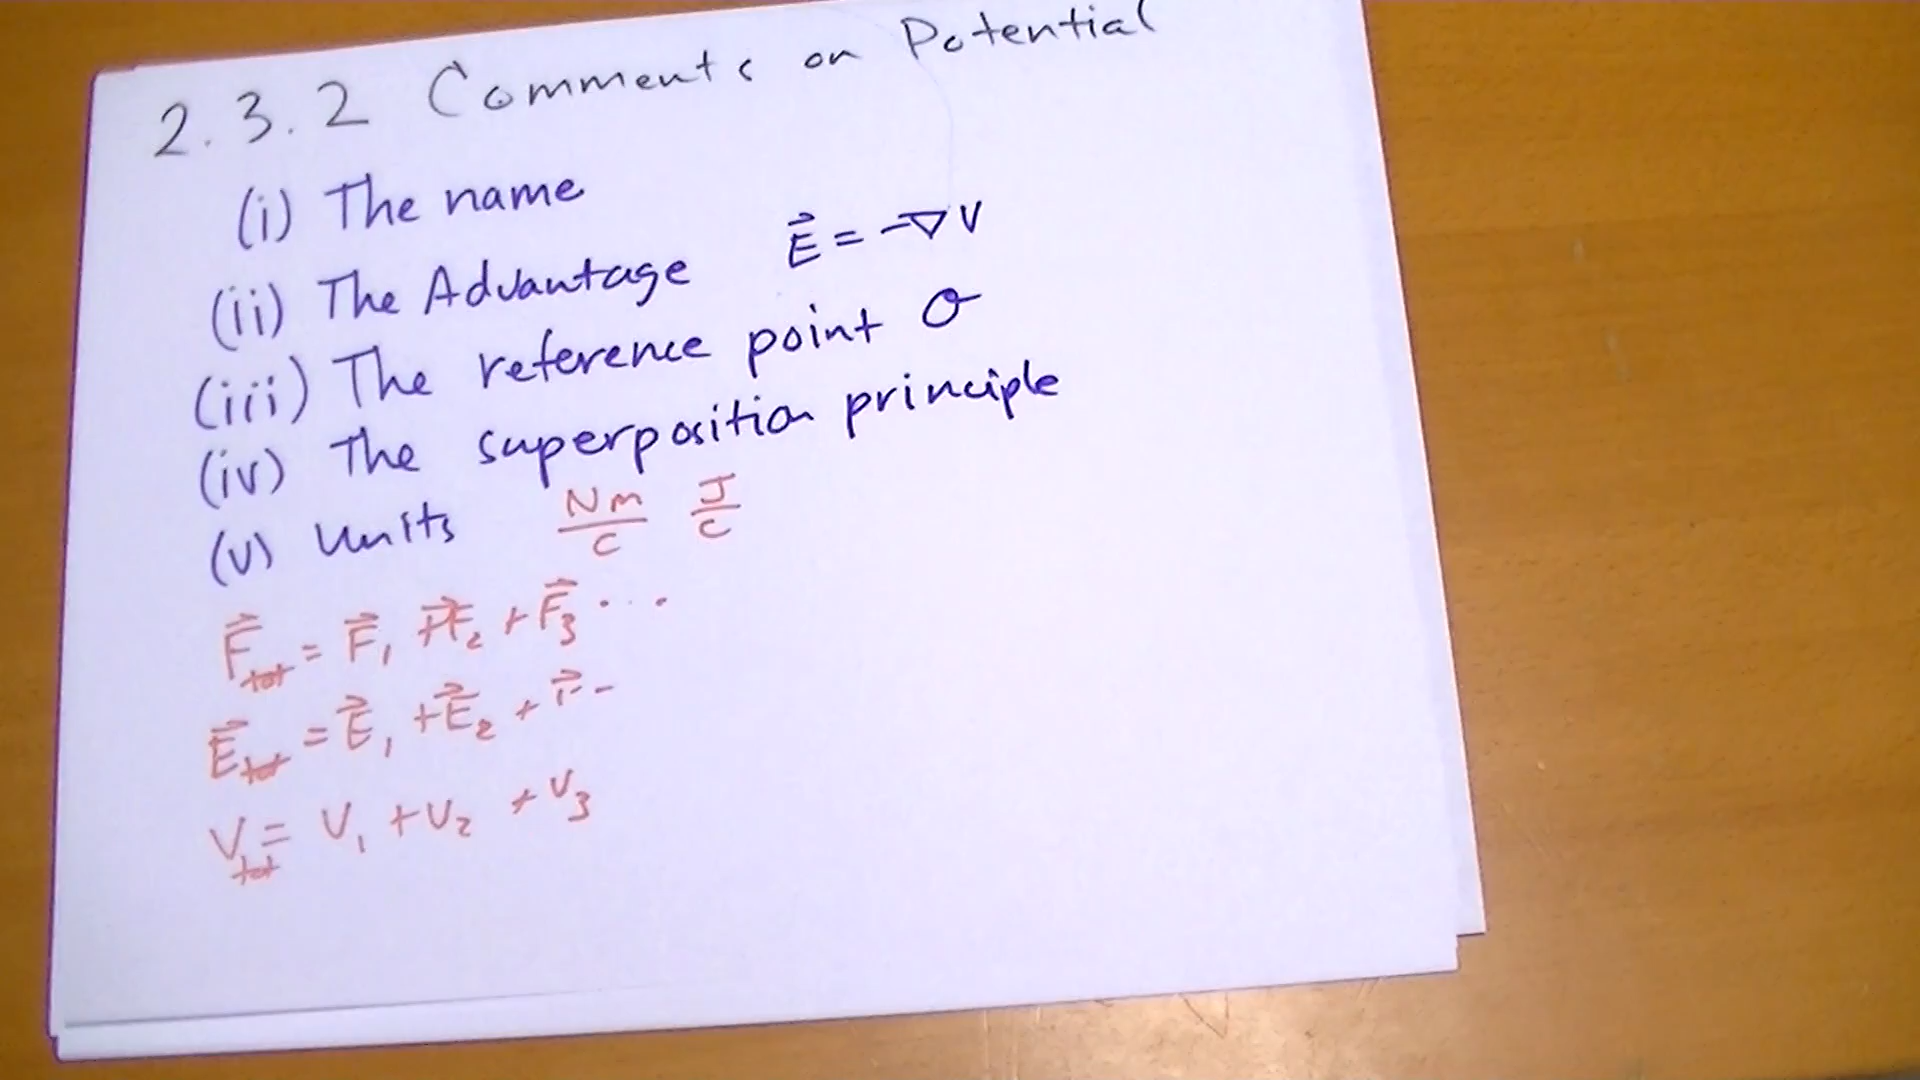 2.3.2 Comments on Potential
(i) The name
(ii) The Advantage E⃗ = -∇V
(iii) The reference point O
(iv) The superposition principle
(v) Units Nm/C J/C
F⃗tot = F⃗1 + F⃗2 + F⃗3 . . .
E⃗tot = E⃗1 + E⃗2 + 
Vtot = V1 + V2 + V3